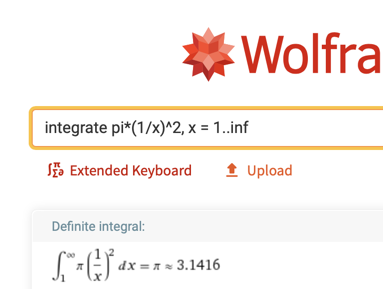 Wolfra
integrate pi*(1/x)^2, x = 1..inf
∫π Σ∂ Extended Keyboard Upload
Definite integral:
∫₁^∞ π(1/x)² dx = π ≈ 3.1416